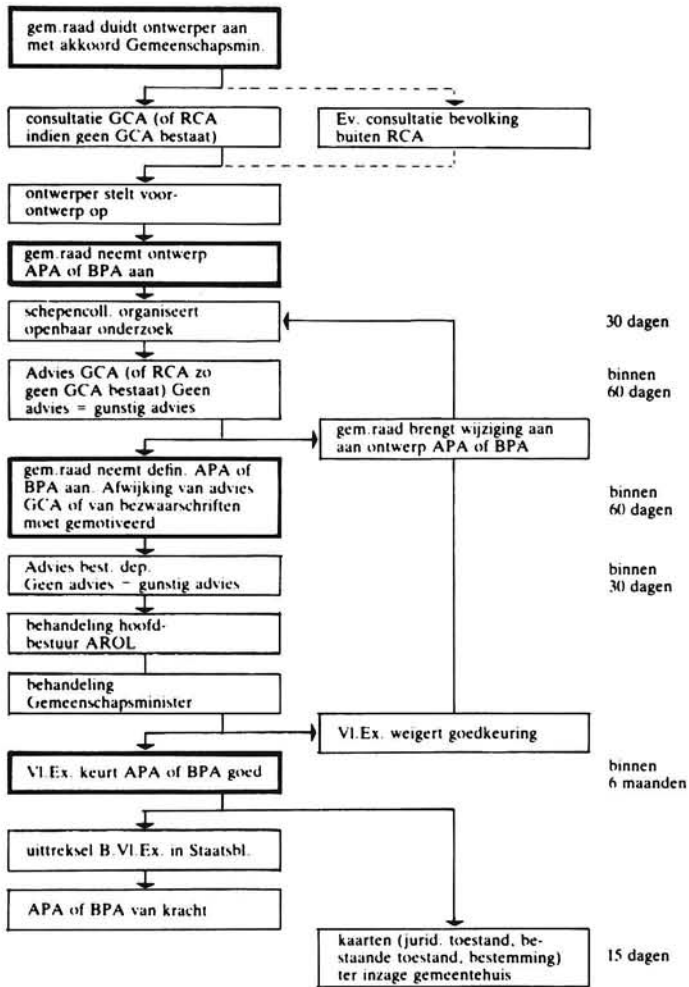 gem.raad duidt ontwerper aan
met akkoord Gemeenschapsmin.
consultatie GCA (of RCA
indien geen GCA bestaat)
Ev. consultatie bevolking
buiten RCA
ontwerper stelt voor-
ontwerp op
gem.raad neemt ontwerp
APA of BPA aan
schepencoll. organiseert
openbaar onderzoek
30 dagen
Advies GCA (of RCA zo
geen GCA bestaat) Geen
advies = gunstig advies
binnen
60 dagen
gem.raad brengt wijziging aan
aan ontwerp APA of BPA
gem.raad neemt defin. APA of
BPA aan. Afwijking van advies
GCA of van bezwaarschriften
moet gemotiveerd
binnen
60 dagen
Advies best. dep.
Geen advies = gunstig advies
binnen
30 dagen
behandeling hoofd-
bestuur AROL
behandeling
Gemeenschapsminister
Vl.Ex. weigert goedkeuring
Vl.Ex. keurt APA of BPA goed
binnen
6 maanden
uittreksel B.Vl.Ex. in Staatsbl.
APA of BPA van kracht
kaarten (jurid. toestand, be-
staande toestand, bestemming)
ter inzage gemeentehuis
15 dagen